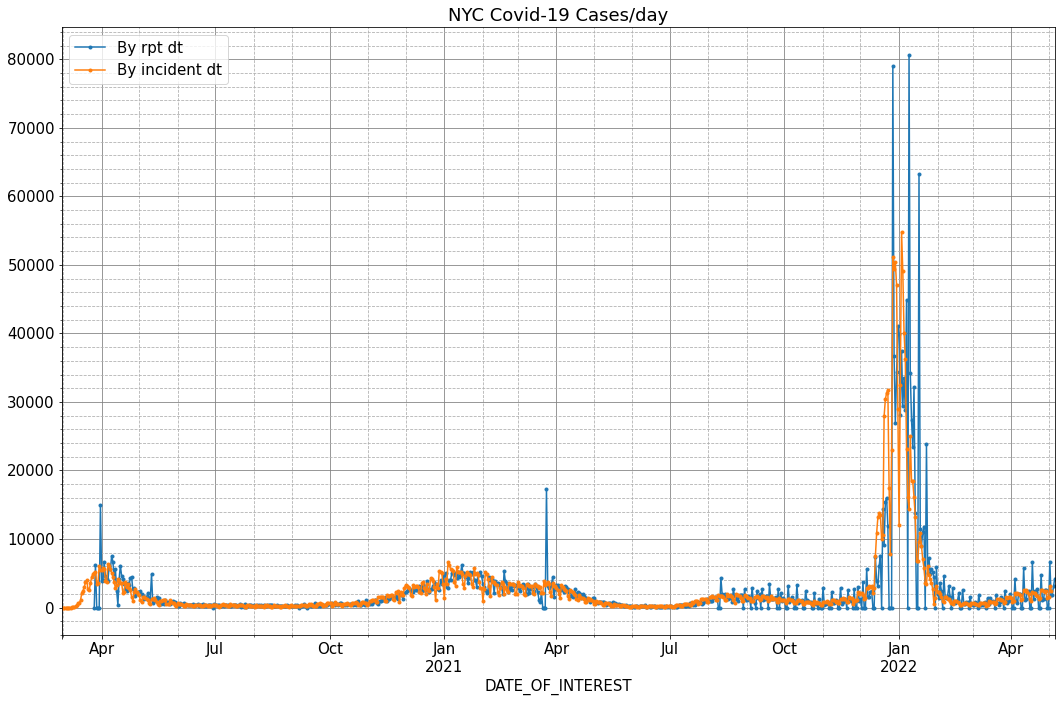 NYC Covid-19 Cases/day
By rpt dt
By incident dt
80000
70000
60000
50000
40000
30000
20000
10000
0
Apr Jul Oct Jan Apr Jul Oct Jan Apr
2021 2022
DATE_OF_INTEREST